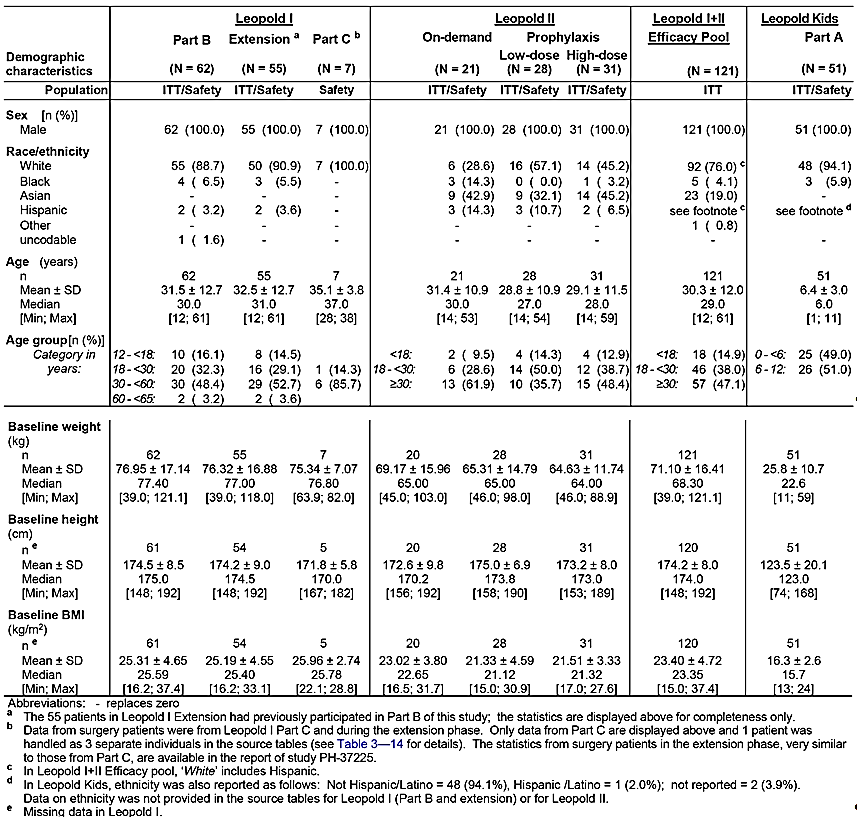 Leopold I Leopold II Leopold I+II Leopold Kids
Part B Extension a Part C b On-demand Prophylaxis Efficacy Pool Part A
Demographic Low-dose High-dose
characteristics (N = 62) (N = 55) (N = 7) (N = 21) (N = 28) (N = 31) (N = 121) (N = 51)
Population ITT/Safety ITT/Safety Safety ITT/Safety ITT/Safety ITT/Safety ITT ITT/Safety
Sex [n (%)]
Male 62 (100.0) 55 (100.0) 7 (100.0) 21 (100.0) 28 (100.0) 31 (100.0) 121 (100.0) 51 (100.0)
Race/ethnicity
White 55 (88.7) 50 (90.9) 7 (100.0) 6 (28.6) 16 (57.1) 14 (45.2) 92 (76.0) c 48 (94.1)
Black 4 ( 6.5) 3 (5.5) - 3 (14.3) 0 ( 0.0) 1 ( 3.2) 5 ( 4.1) 3 (5.9)
Asian - - - 9 (42.9) 9 (32.1) 14 (45.2) 23 (19.0) -
Hispanic 2 ( 3.2) 2 (3.6) - 3 (14.3) 3 (10.7) 2 ( 6.5) see footnote c see footnote d
Other - - - - - - 1 ( 0.8)
uncodable 1 ( 1.6) - - - - - - -
Age (years)
n 62 55 7 21 28 31 121 51
Mean ± SD 31.5 ± 12.7 32.5 ± 12.7 35.1 ± 3.8 31.4 ± 10.9 28.8 ± 10.9 29.1 ± 11.5 30.3 ± 12.0 6.4 ± 3.0
Median 30.0 31.0 37.0 30.0 27.0 28.0 29.0 6.0
[Min; Max] [12; 61] [12; 61] [28; 38] [14; 53] [14; 54] [14; 59] [12; 61] [1; 11]
Age group[n (%)]
Category in 12 - <18: 10 (16.1) 8 (14.5) <18: 2 ( 9.5) 4 (14.3) 4 (12.9) <18: 18 (14.9) 0 -<6: 25 (49.0)
years: 18 - <30: 20 (32.3) 16 (29.1) 1 (14.3) 18 - <30: 6 (28.6) 14 (50.0) 12 (38.7) 18 - <30: 46 (38.0) 6 - 12: 26 (51.0)
30 - <60: 30 (48.4) 29 (52.7) 6 (85.7) ≥30: 13 (61.9) 10 (35.7) 15 (48.4) ≥30: 57 (47.1)
60 - <65: 2 ( 3.2) 2 ( 3.6)
Baseline weight
(kg)
n 62 55 7 20 28 31 121 51
Mean ± SD 76.95 ± 17.14 76.32 ± 16.88 75.34 ± 7.07 69.17 ± 15.96 65.31 ± 14.79 64.63 ± 11.74 71.10 ± 16.41 25.8 ± 10.7
Median 77.40 77.00 76.80 65.00 65.00 64.00 68.30 22.6
[Min; Max] [39.0; 121.1] [39.0; 118.0] [63.9; 82.0] [45.0; 103.0] [46.0; 98.0] [46.0; 88.9] [39.0; 121.1] [11; 59]
Baseline height
(cm)
n e 61 54 5 20 28 31 120 51
Mean ± SD 174.5 ± 8.5 174.2 ± 9.0 171.8 ± 5.8 172.6 ± 9.8 175.0 ± 6.9 173.2 ± 8.0 174.2 ± 8.0 123.5 ± 20.1
Median 175.0 174.5 170.0 170.2 173.8 173.0 174.0 123.0
[Min; Max] [148; 192] [148; 192] [167; 182] [156; 192] [158; 190] [153; 189] [148; 192] [74; 168]
Baseline BMI
(kg/m2)
n e 61 54 5 20 28 31 120 51
Mean ± SD 25.31 ± 4.65 25.19 ± 4.55 25.96 ± 2.74 23.02 ± 3.80 21.33 ± 4.59 21.51 ± 3.33 23.40 ± 4.72 16.3 ± 2.6
Median 25.59 25.40 25.78 22.65 21.12 21.32 23.35 15.7
[Min; Max] [16.2; 37.4] [16.2; 33.1] [22.1; 28.8] [16.5; 31.7] [15.0; 30.9] [17.0; 27.6] [15.0; 37.4] [13; 24]
Abbreviations: - replaces zero
a The 55 patients in Leopold I Extension had previously participated in Part B of this study; the statistics are displayed above for completeness only.
b Data from surgery patients were from Leopold I Part C and during the extension phase. Only data from Part C are displayed above and 1 patient was
handled as 3 separate individuals in the source tables (see Table 3—14 for details). The statistics from surgery patients in the extension phase, very similar
to those from Part C, are available in the report of study PH-37225.
c In Leopold I+II Efficacy pool, 'White' includes Hispanic.
d In Leopold Kids, ethnicity was also reported as follows: Not Hispanic/Latino = 48 (94.1%), Hispanic /Latino = 1 (2.0%); not reported = 2 (3.9%).
Data on ethnicity was not provided in the source tables for Leopold I (Part B and extension) or for Leopold II.
e Missing data in Leopold I.